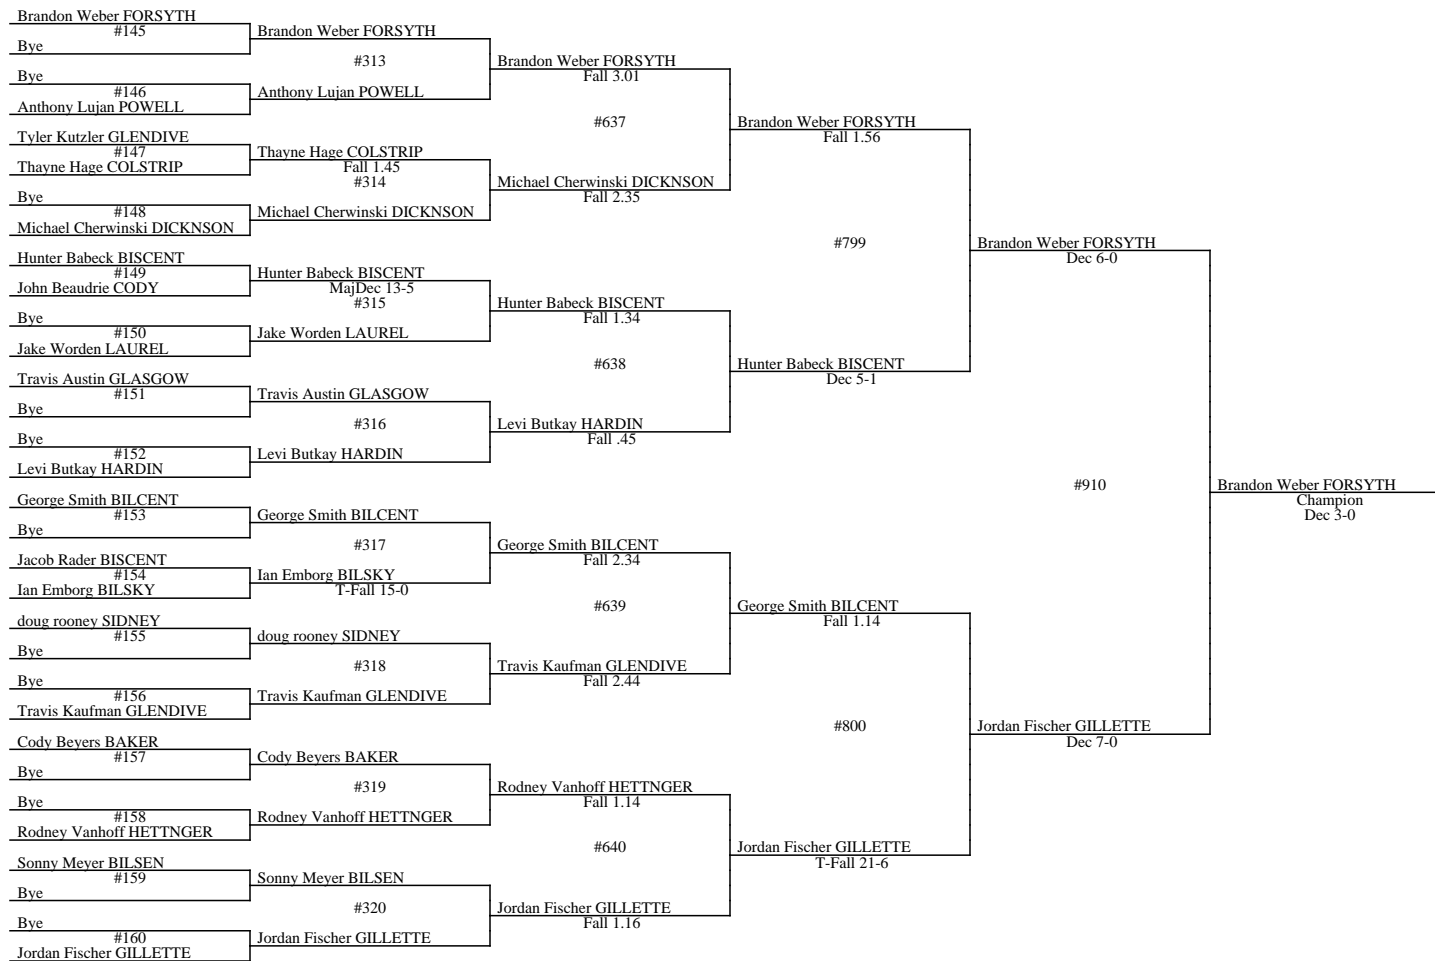 Brandon Weber FORSYTH
#145
Bye
Bye
#146
Anthony Lujan POWELL
Tyler Kutzler GLENDIVE
#147
Thayne Hage COLSTRIP
Bye
#148
Michael Cherwinski DICKNSON
Hunter Babeck BISCENT
#149
John Beaudrie CODY
Bye
#150
Jake Worden LAUREL
Travis Austin GLASGOW
#151
Bye
Bye
#152
Levi Butkay HARDIN
George Smith BILCENT
#153
Bye
Jacob Rader BISCENT
#154
Ian Emborg BILSKY
doug rooney SIDNEY
#155
Bye
Bye
#156
Travis Kaufman GLENDIVE
Cody Beyers BAKER
#157
Bye
Bye
#158
Rodney Vanhoff HETTNGER
Sonny Meyer BILSEN
#159
Bye
Bye
#160
Jordan Fischer GILLETTE
Brandon Weber FORSYTH
#313
Anthony Lujan POWELL
Thayne Hage COLSTRIP
Fall 1.45
#314
Michael Cherwinski DICKNSON
Hunter Babeck BISCENT
MajDec 13-5
#315
Jake Worden LAUREL
Travis Austin GLASGOW
#316
Levi Butkay HARDIN
George Smith BILCENT
#317
Ian Emborg BILSKY
T-Fall 15-0
doug rooney SIDNEY
#318
Travis Kaufman GLENDIVE
Cody Beyers BAKER
#319
Rodney Vanhoff HETTNGER
Sonny Meyer BILSEN
#320
Jordan Fischer GILLETTE
Brandon Weber FORSYTH
Fall 3.01
#637
Michael Cherwinski DICKNSON
Fall 2.35
Hunter Babeck BISCENT
Fall 1.34
#638
Levi Butkay HARDIN
Fall .45
George Smith BILCENT
Fall 2.34
#639
Travis Kaufman GLENDIVE
Fall 2.44
Rodney Vanhoff HETTNGER
Fall 1.14
#640
Jordan Fischer GILLETTE
Fall 1.16
Brandon Weber FORSYTH
Fall 1.56
#799
Hunter Babeck BISCENT
Dec 5-1
George Smith BILCENT
Fall 1.14
#800
Jordan Fischer GILLETTE
T-Fall 21-6
Brandon Weber FORSYTH
Dec 6-0
#910
Jordan Fischer GILLETTE
Dec 7-0
Brandon Weber FORSYTH
Champion
Dec 3-0